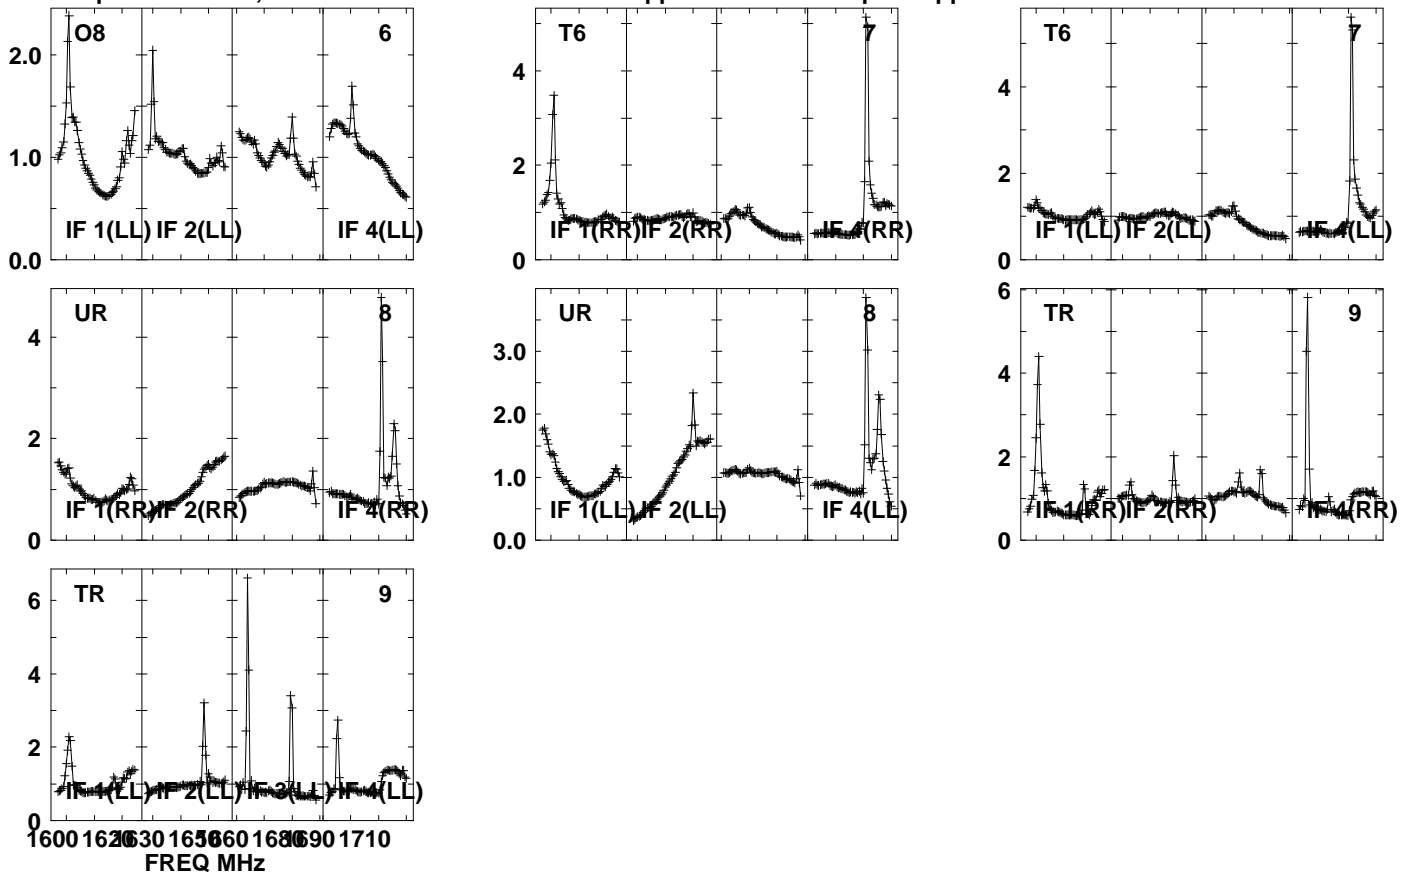 O8 6
2.0
1.0
0.0
IF 1(LL) IF 2(LL) IF 4(LL)
T6 7
4
2
0
IF 1(RR) IF 2(RR) IF 4(RR)
T6 7
4
2
0
IF 1(LL) IF 2(LL) IF 4(LL)
UR 8
4
2
0
IF 1(RR) IF 2(RR) IF 4(RR)
UR 8
3.0
2.0
1.0
0.0
IF 1(LL) IF 2(LL) IF 4(LL)
TR 9
6
4
2
0
IF 1(RR) IF 2(RR) IF 4(RR)
TR 9
6
4
2
0
IF 1(LL) IF 2(LL) IF 3(LL) IF 4(LL)
1600 1620 1630 1650 1660 1680 1690 1710
FREQ MHz